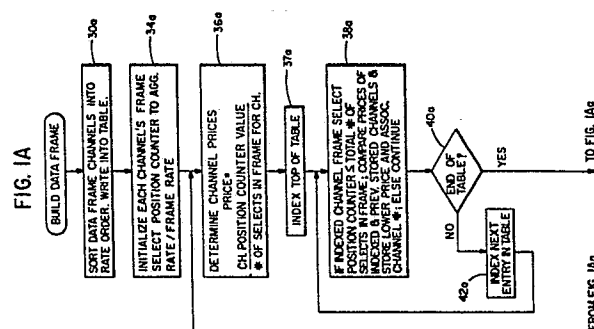 FIG. 1A
BUILD DATA FRAME
30a
SORT DATA FRAME CHANNELS INTO
RATE ORDER. WRITE INTO TABLE.
34a
INITIALIZE EACH CHANNEL'S FRAME
SELECT POSITION COUNTER TO AGG.
RATE / FRAME RATE
36a
DETERMINE CHANNEL PRICES
PRICE=
CH. POSITION COUNTER VALUE
# OF SELECTS IN FRAME FOR CH.
37a
INDEX TOP OF TABLE
38a
IF INDEXED CHANNEL FRAME SELECT
POSITION COUNTER ≤ TOTAL # OF
SELECTS IN FRAME; COMPARE PRICES OF
INDEXED & PREV. STORED CHANNELS &
STORE LOWER PRICE AND ASSOC.
CHANNEL #; ELSE CONTINUE
40a
END OF
TABLE?
NO
YES
42a
INDEX NEXT
ENTRY IN TABLE
FROM FIG. 1Aa
TO FIG. 1Aa